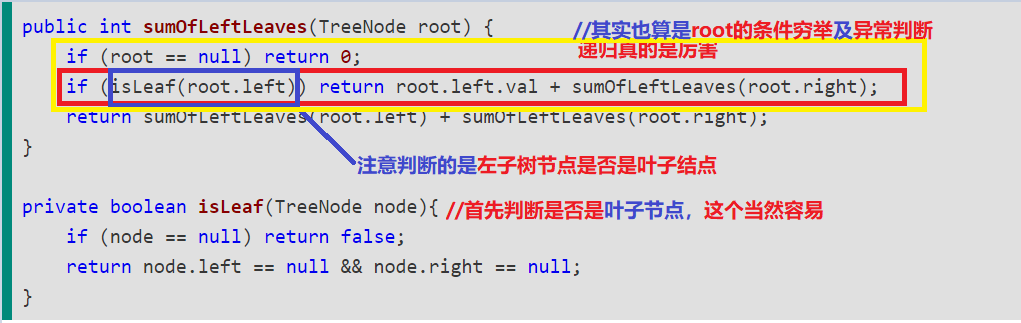 public int sumOfLeftLeaves(TreeNode root) {
//其实也算是root的条件穷举及异常判断
递归真的是厉害
if (root == null) return 0;
if (isLeaf(root.left)) return root.left.val + sumOfLeftLeaves(root.right);
return sumOfLeftLeaves(root.left) + sumOfLeftLeaves(root.right);
}
注意判断的是左子树节点是否是叶子结点
private boolean isLeaf(TreeNode node){ //首先判断是否是叶子节点，这个当然容易
if (node == null) return false;
return node.left == null && node.right == null;
}